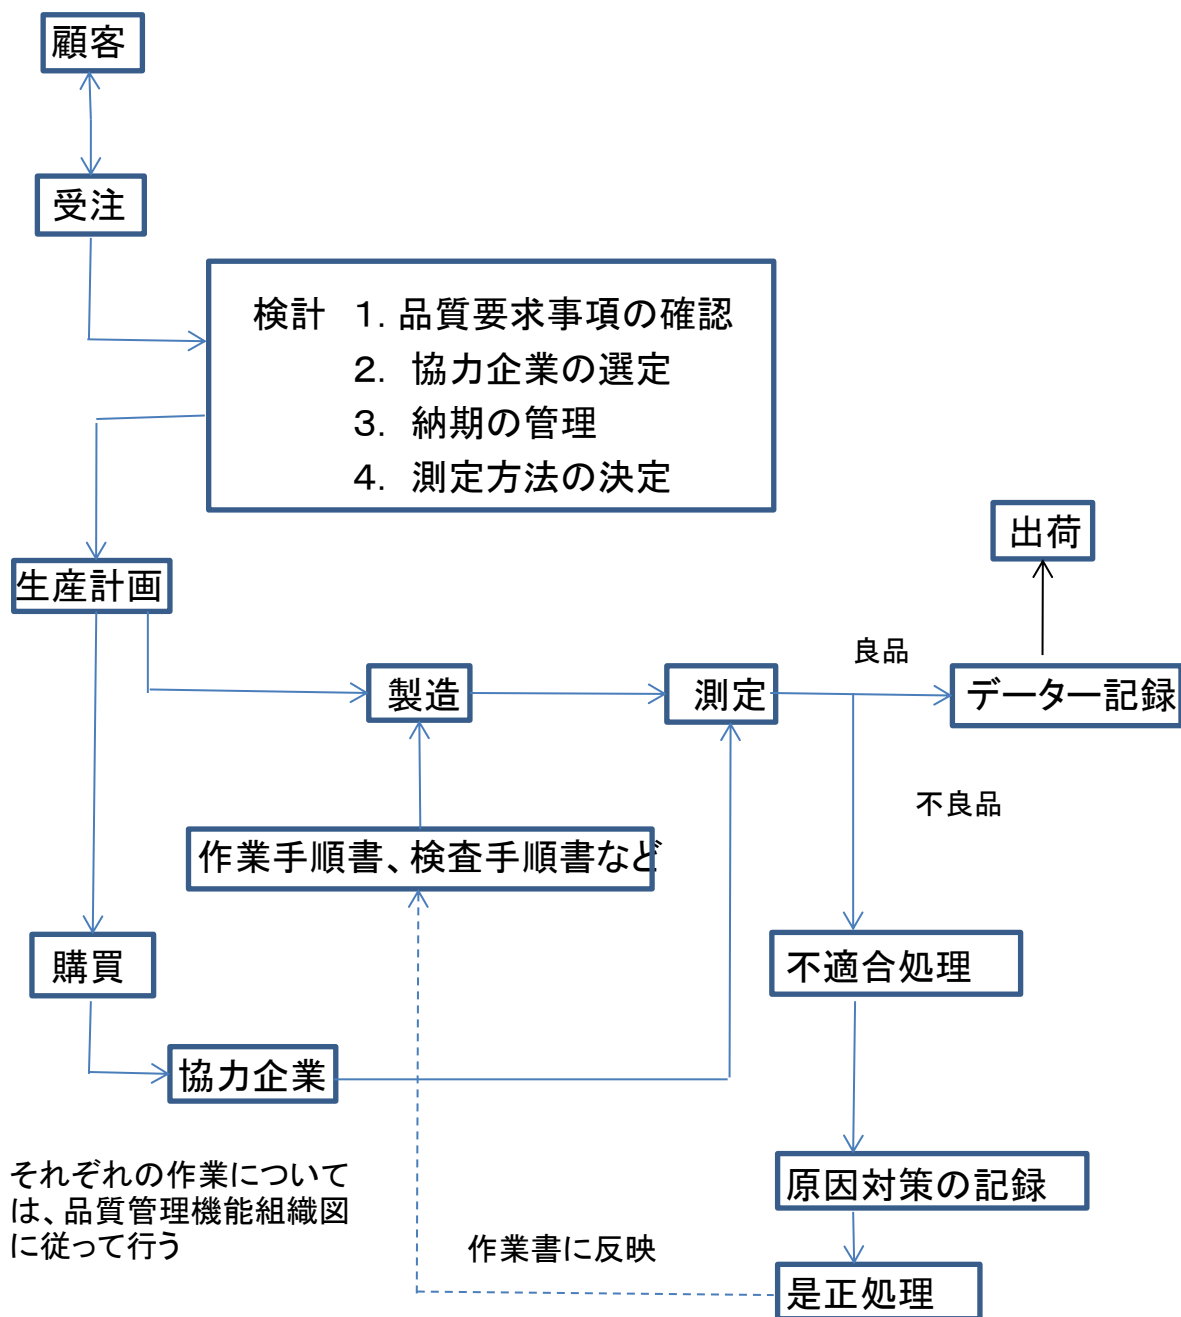 顧客
受注
検計 １. 品質要求事項の確認
２. 協力企業の選定
３. 納期の管理
４. 測定方法の決定
出荷
生産計画
良品
製造
測定
データー記録
不良品
作業手順書、検査手順書など
購買
不適合処理
協力企業
それぞれの作業について
は、品質管理機能組織図
に従って行う
原因対策の記録
作業書に反映
是正処理